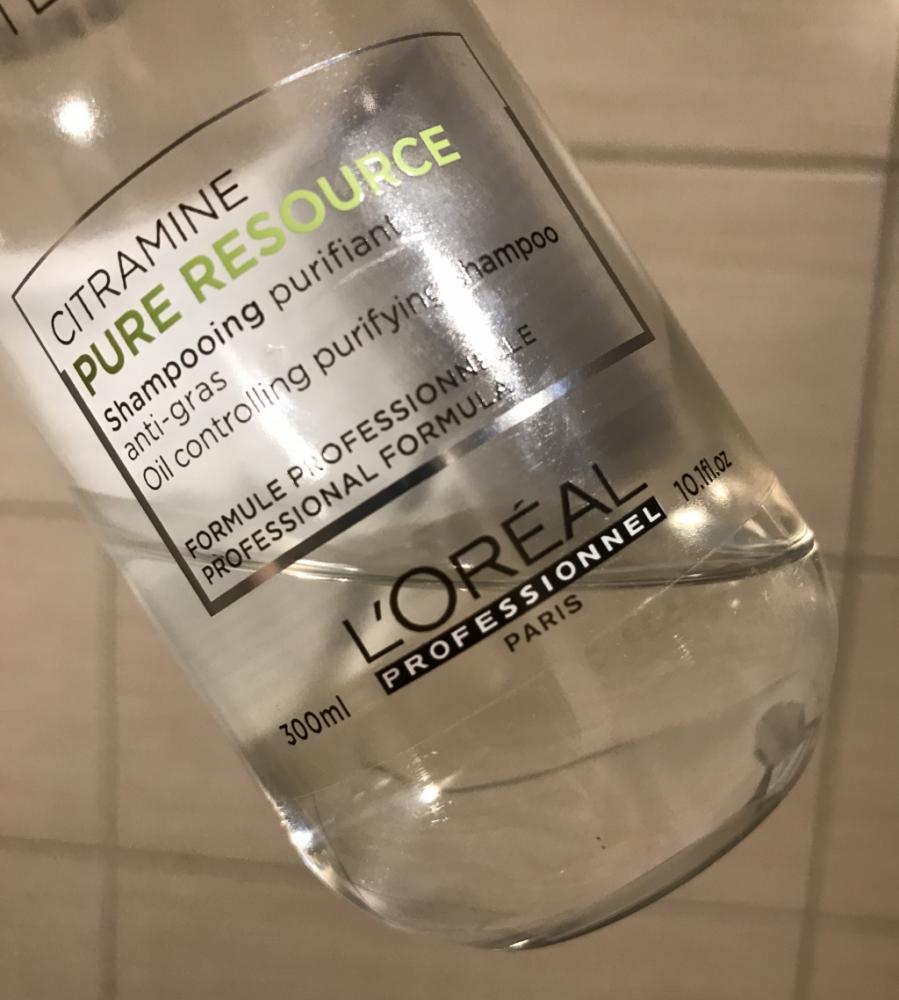 CITRAMINE
PURE RESOURCE
Shampooing purifiant
anti-gras
Oil controlling purifying shampoo
FORMULE PROFESSIONNELLE
PROFESSIONAL FORMULA
L'ORÉAL
PROFESSIONNEL
PARIS
300ml 10.1fl.oz